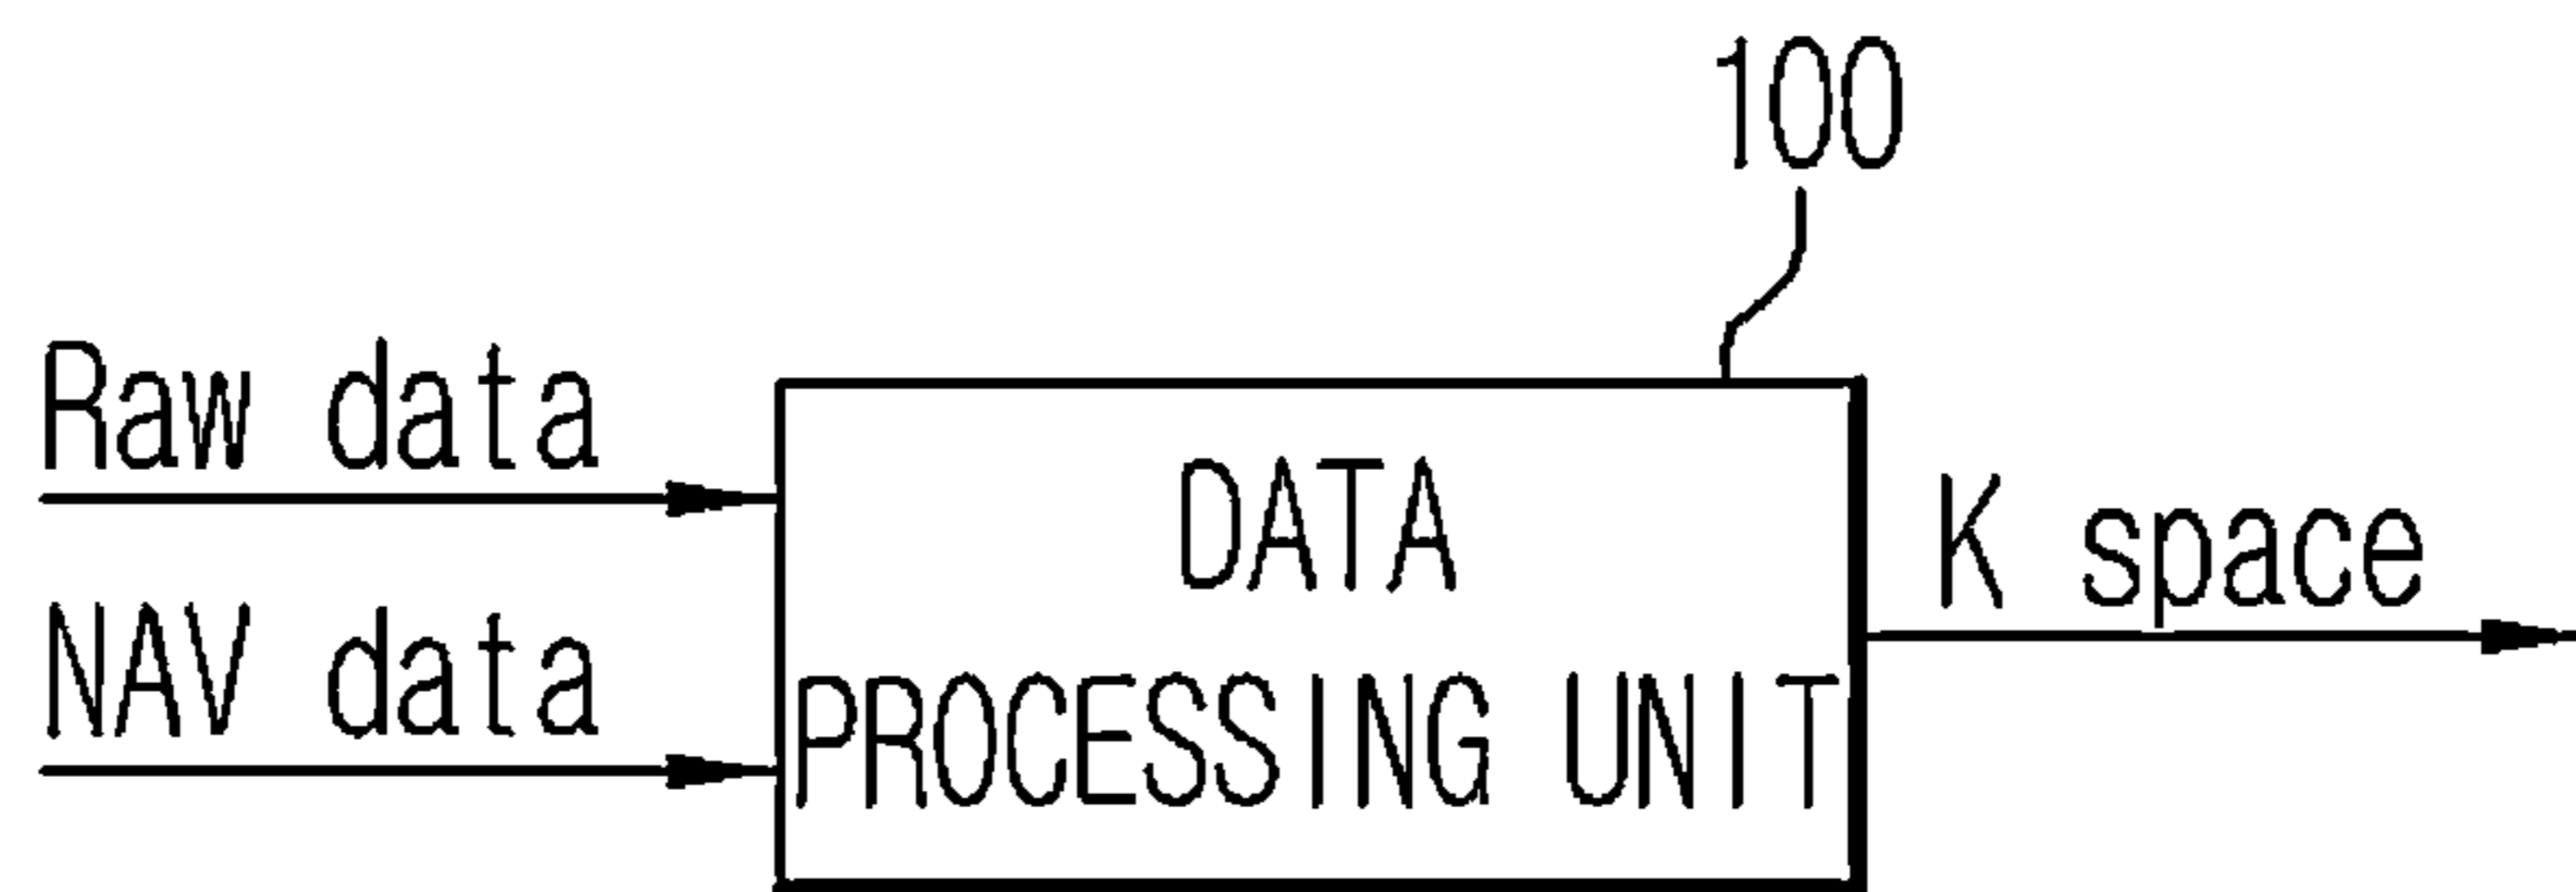 100
Raw data
NAV data
DATA
PROCESSING UNIT
K space